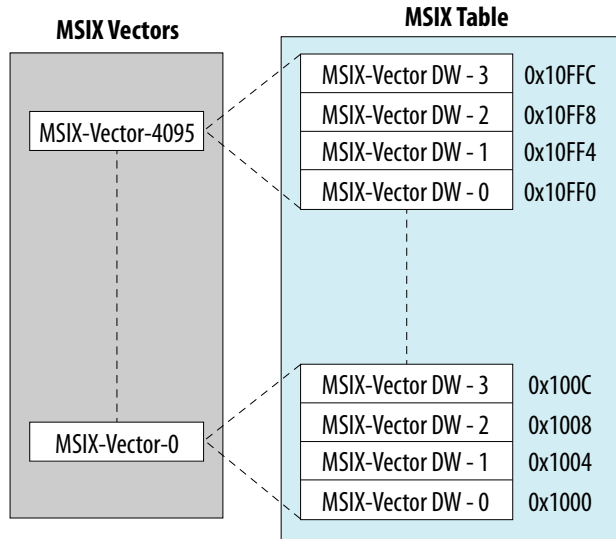 MSIX Vectors
MSIX Table
MSIX-Vector-4095
MSIX-Vector DW - 3 0x10FFC
MSIX-Vector DW - 2 0x10FF8
MSIX-Vector DW - 1 0x10FF4
MSIX-Vector DW - 0 0x10FF0
MSIX-Vector-0
MSIX-Vector DW - 3 0x100C
MSIX-Vector DW - 2 0x1008
MSIX-Vector DW - 1 0x1004
MSIX-Vector DW - 0 0x1000